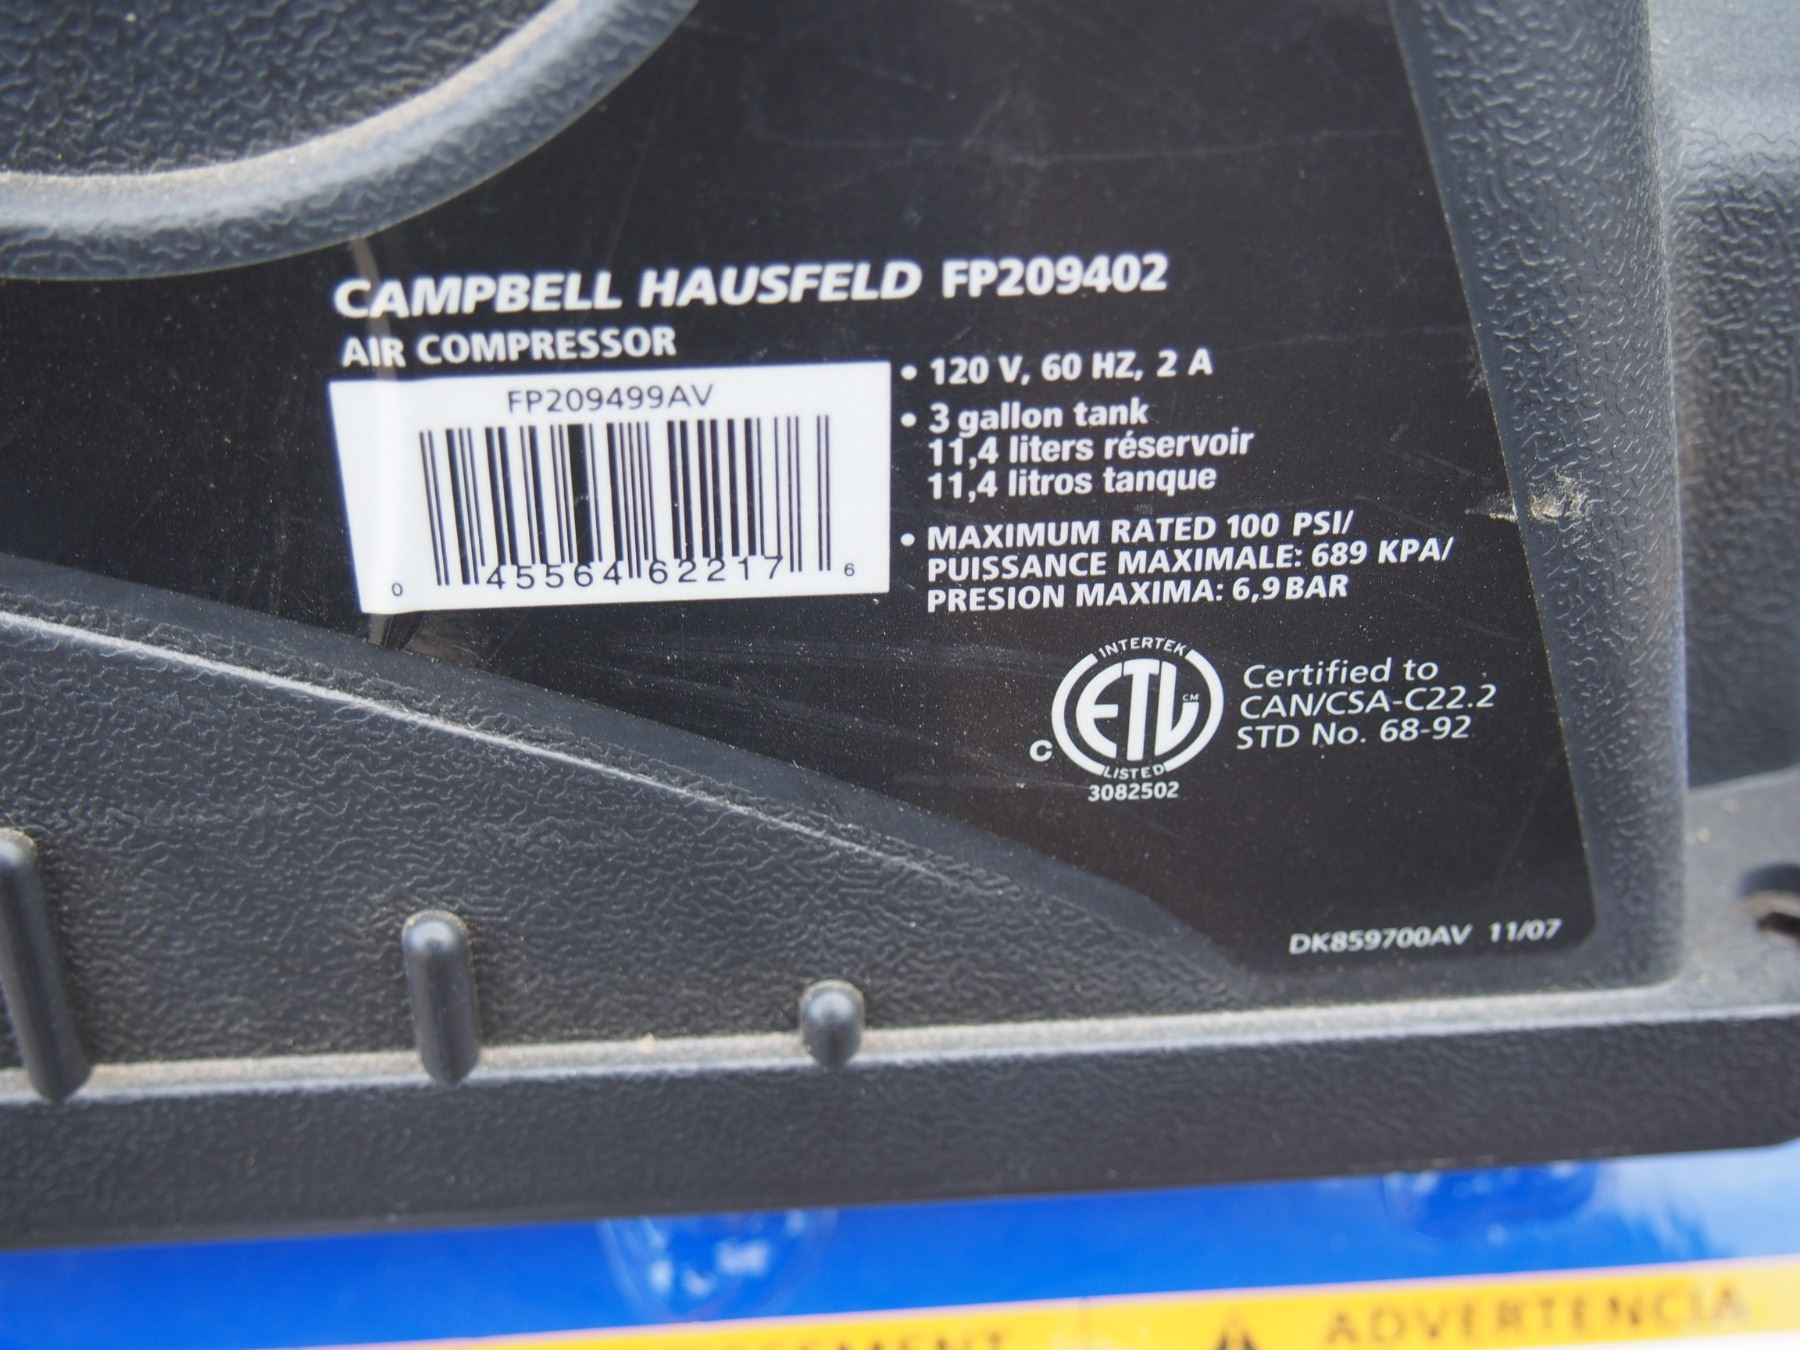 CAMPBELL HAUSFELD FP209402
AIR COMPRESSOR
FP209499AV
0 45564 62217 6
• 120 V, 60 HZ, 2 A
• 3 gallon tank
11,4 liters réservoir
11,4 litros tanque
• MAXIMUM RATED 100 PSI/
PUISSANCE MAXIMALE: 689 KPA/
PRESION MAXIMA: 6,9 BAR
INTERTEK
ETL CM
C
LISTED
3082502
Certified to
CAN/CSA-C22.2
STD No. 68-92
DK859700AV 11/07
ADVERTENCIA